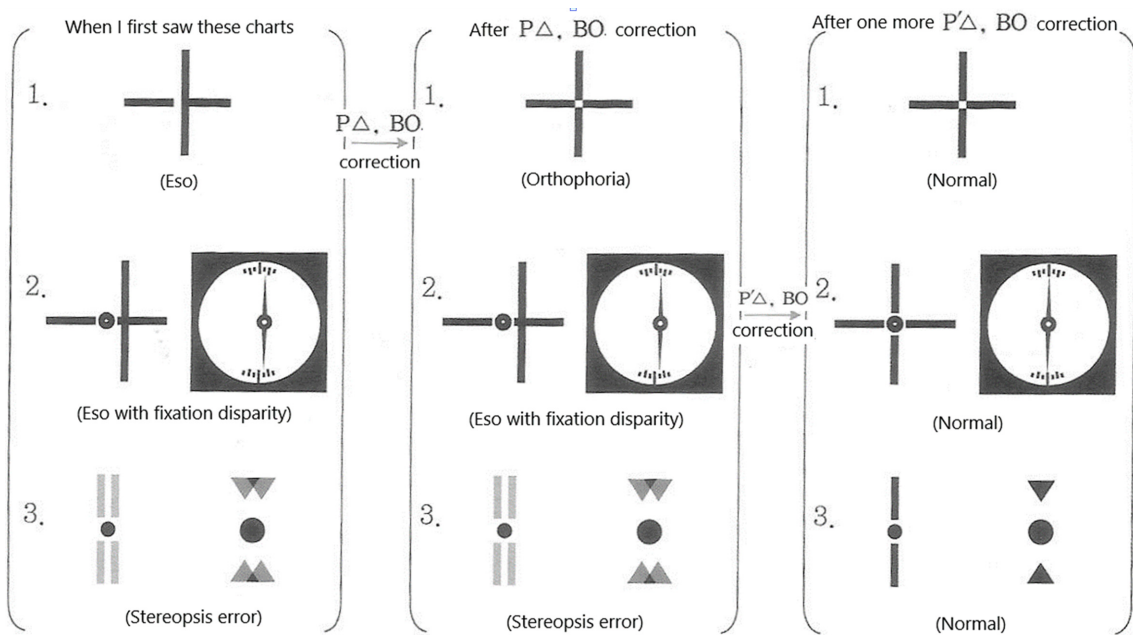 When I first saw these charts
1.
(Eso)
2.
(Eso with fixation disparity)
3.
(Stereopsis error)
P△, BO.
correction
After P△, BO. correction
1.
(Orthophoria)
2.
(Eso with fixation disparity)
3.
(Stereopsis error)
P'△, BO
correction
After one more P'△, BO correction
1.
(Normal)
2.
(Normal)
3.
(Normal)